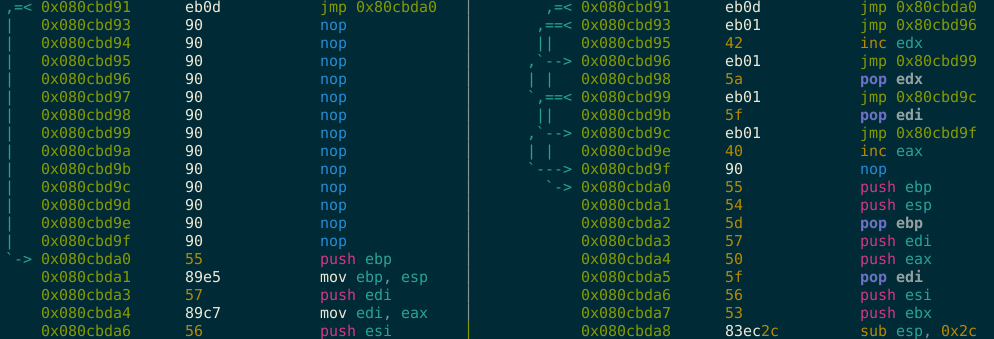 ,=< 0x080cbd91 eb0d jmp 0x80cbda0
| 0x080cbd93 90 nop
| 0x080cbd94 90 nop
| 0x080cbd95 90 nop
| 0x080cbd96 90 nop
| 0x080cbd97 90 nop
| 0x080cbd98 90 nop
| 0x080cbd99 90 nop
| 0x080cbd9a 90 nop
| 0x080cbd9b 90 nop
| 0x080cbd9c 90 nop
| 0x080cbd9d 90 nop
| 0x080cbd9e 90 nop
| 0x080cbd9f 90 nop
`-> 0x080cbda0 55 push ebp
0x080cbda1 89e5 mov ebp, esp
0x080cbda3 57 push edi
0x080cbda4 89c7 mov edi, eax
0x080cbda6 56 push esi
,=< 0x080cbd91 eb0d jmp 0x80cbda0
,==< 0x080cbd93 eb01 jmp 0x80cbd96
|| 0x080cbd95 42 inc edx
,`--> 0x080cbd96 eb01 jmp 0x80cbd99
| | 0x080cbd98 5a pop edx
`,==< 0x080cbd99 eb01 jmp 0x80cbd9c
|| 0x080cbd9b 5f pop edi
,`--> 0x080cbd9c eb01 jmp 0x80cbd9f
| | 0x080cbd9e 40 inc eax
`---> 0x080cbd9f 90 nop
`-> 0x080cbda0 55 push ebp
0x080cbda1 54 push esp
0x080cbda2 5d pop ebp
0x080cbda3 57 push edi
0x080cbda4 50 push eax
0x080cbda5 5f pop edi
0x080cbda6 56 push esi
0x080cbda7 53 push ebx
0x080cbda8 83ec2c sub esp, 0x2c